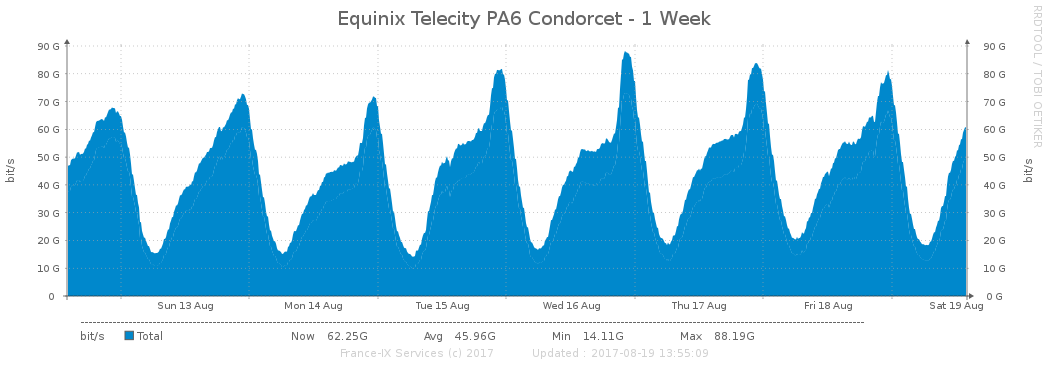 Equinix Telecity PA6 Condorcet - 1 Week
RRDTOOL / TOBI OETIKER
bit/s
90 G
80 G
70 G
60 G
50 G
40 G
30 G
20 G
10 G
0
90 G
80 G
70 G
60 G
50 G
40 G
30 G
20 G
10 G
0 G
bit/s
Sun 13 Aug Mon 14 Aug Tue 15 Aug Wed 16 Aug Thu 17 Aug Fri 18 Aug Sat 19 Aug
bit/s Total Now 62.25G Avg 45.96G Min 14.11G Max 88.19G
France-IX Services (c) 2017 Updated : 2017-08-19 13:55:09